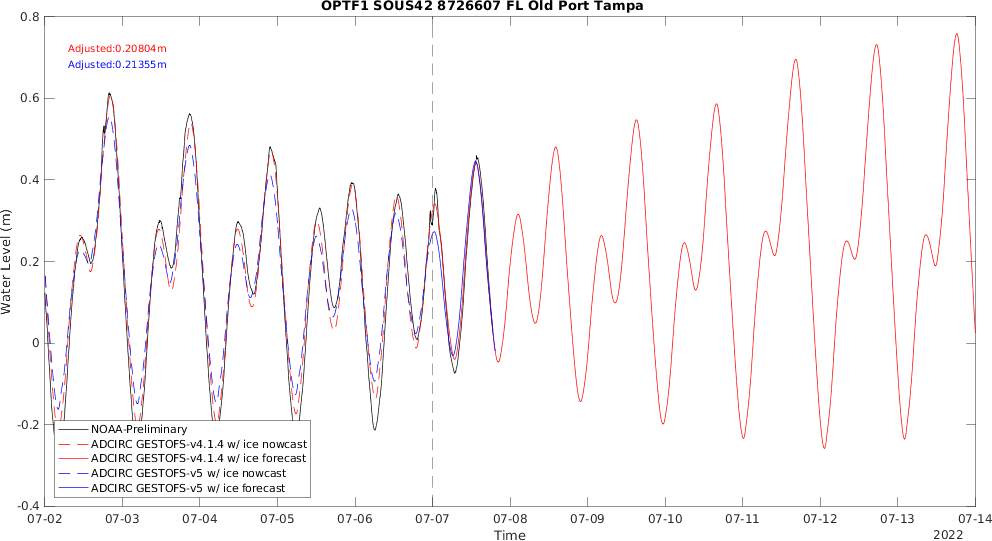 OPTF1 SOUS42 8726607 FL Old Port Tampa
0.8
Adjusted:0.20804m
Adjusted:0.21355m
0.6
0.4
0.2
0
-0.2
-0.4
Water Level (m)
NOAA-Preliminary
ADCIRC GESTOFS-v4.1.4 w/ ice nowcast
ADCIRC GESTOFS-v4.1.4 w/ ice forecast
ADCIRC GESTOFS-v5 w/ ice nowcast
ADCIRC GESTOFS-v5 w/ ice forecast
07-02 07-03 07-04 07-05 07-06 07-07 07-08 07-09 07-10 07-11 07-12 07-13 07-14
Time
2022